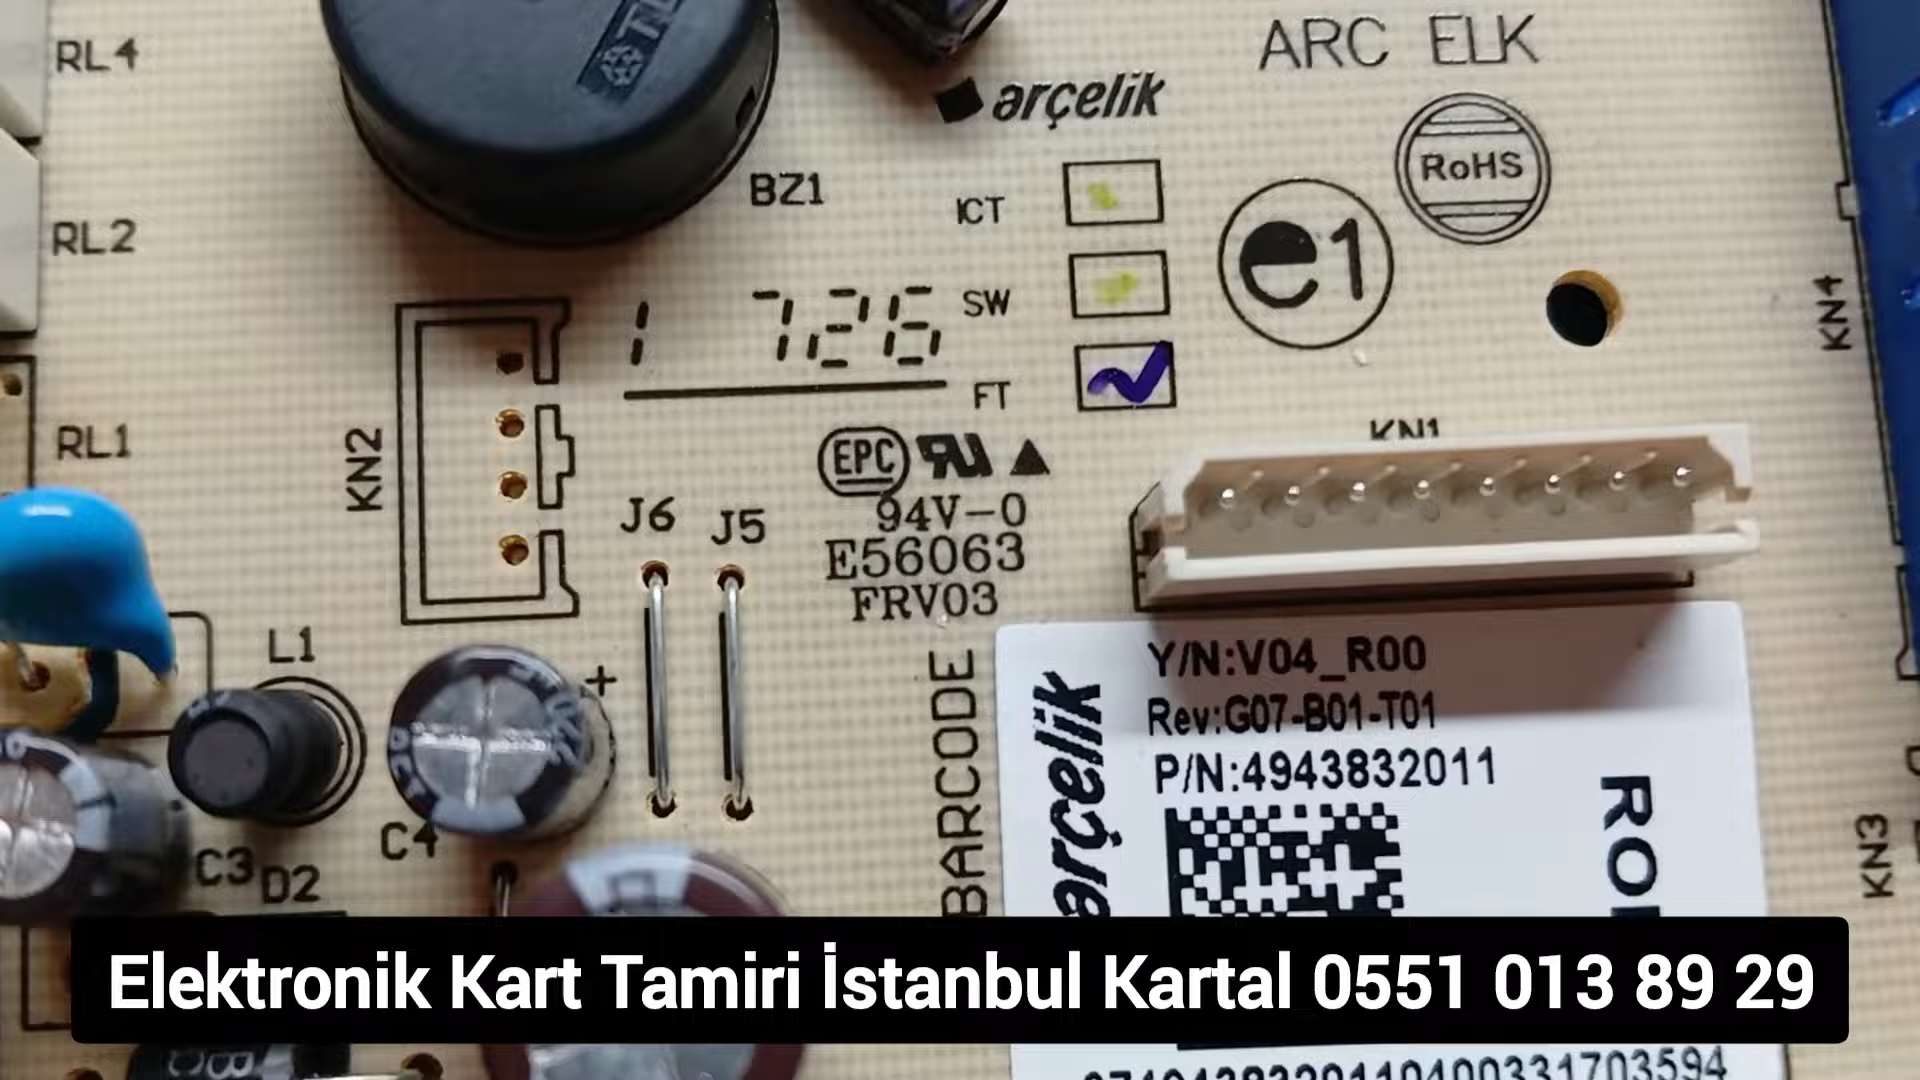 ARC ELK
RL4
arçelik
RoHS
BZ1
ICT
e1
RL2
1 726
SW
KN4
FT
RL1
KN2
KN1
EPC
94V-0
J6
J5
E56063
FRV03
L1
+
BARCODE
arçelik
Y/N:V04_R00
Rev:G07-B01-T01
P/N:4943832011
C4
C3
D2
KN3
Elektronik Kart Tamiri İstanbul Kartal 0551 013 89 29